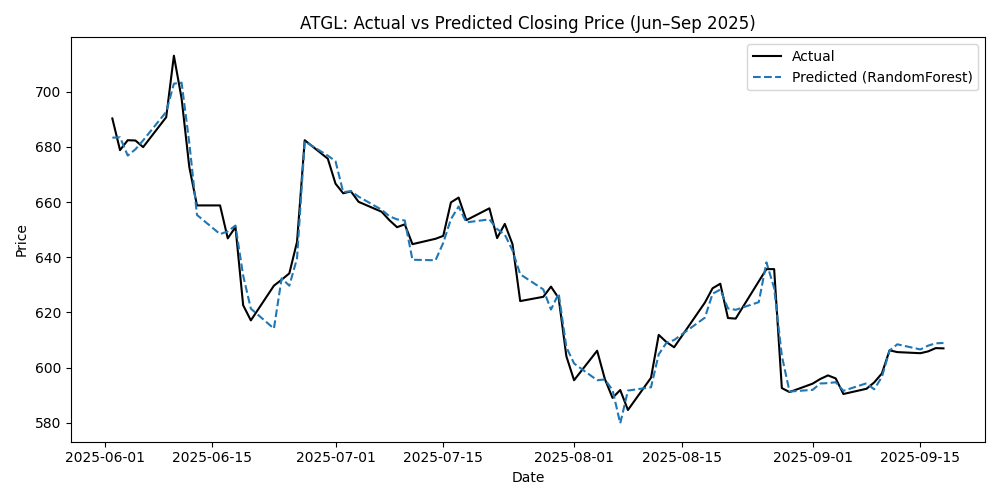 ATGL: Actual vs Predicted Closing Price (Jun–Sep 2025)
Actual
Predicted (RandomForest)
Price
700
680
660
640
620
600
580
2025-06-01 2025-06-15 2025-07-01 2025-07-15 2025-08-01 2025-08-15 2025-09-01 2025-09-15
Date